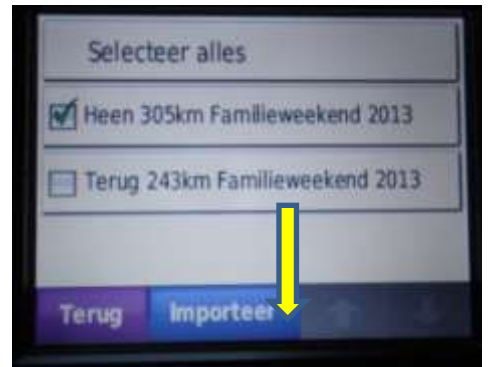 Selecteer alles
Heen 305km Familieweekend 2013
Terug 243km Familieweekend 2013
Terug Importeer